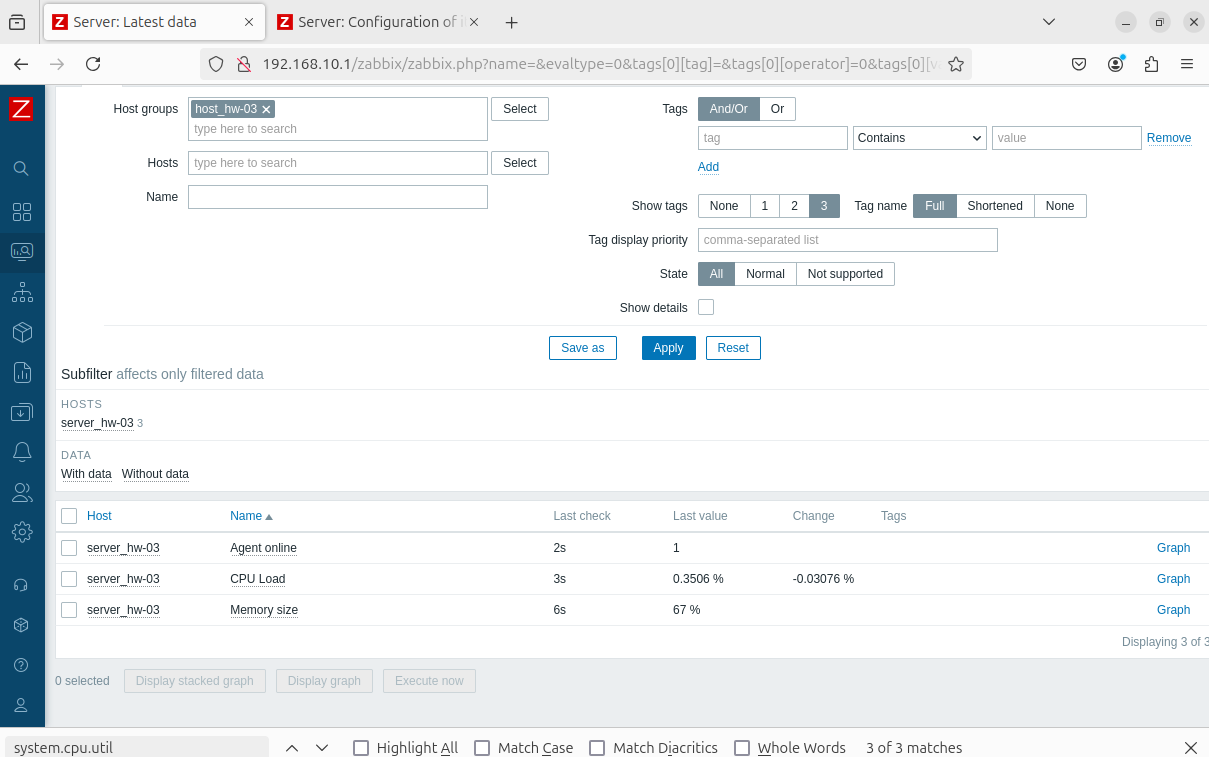 Server: Latest data
Server: Configuration of i
192.168.10.1/zabbix/zabbix.php?name=&evaltype=0&tags[0][tag]=&tags[0][operator]=0&tags[0][v
Host groups
host_hw-03
type here to search
Select
Hosts
type here to search
Select
Name
Tags
And/Or
Or
tag
Contains
value
Remove
Add
Show tags
None
1
2
3
Tag name
Full
Shortened
None
Tag display priority
comma-separated list
State
All
Normal
Not supported
Show details
Save as
Apply
Reset
Subfilter affects only filtered data
HOSTS
server_hw-03 3
DATA
With data Without data
Host Name Last check Last value Change Tags
server_hw-03 Agent online 2s 1 Graph
server_hw-03 CPU Load 3s 0.3506 % -0.03076 % Graph
server_hw-03 Memory size 6s 67 % Graph
Displaying 3 of 3
0 selected Display stacked graph Display graph Execute now
system.cpu.util Highlight All Match Case Match Diacritics Whole Words 3 of 3 matches